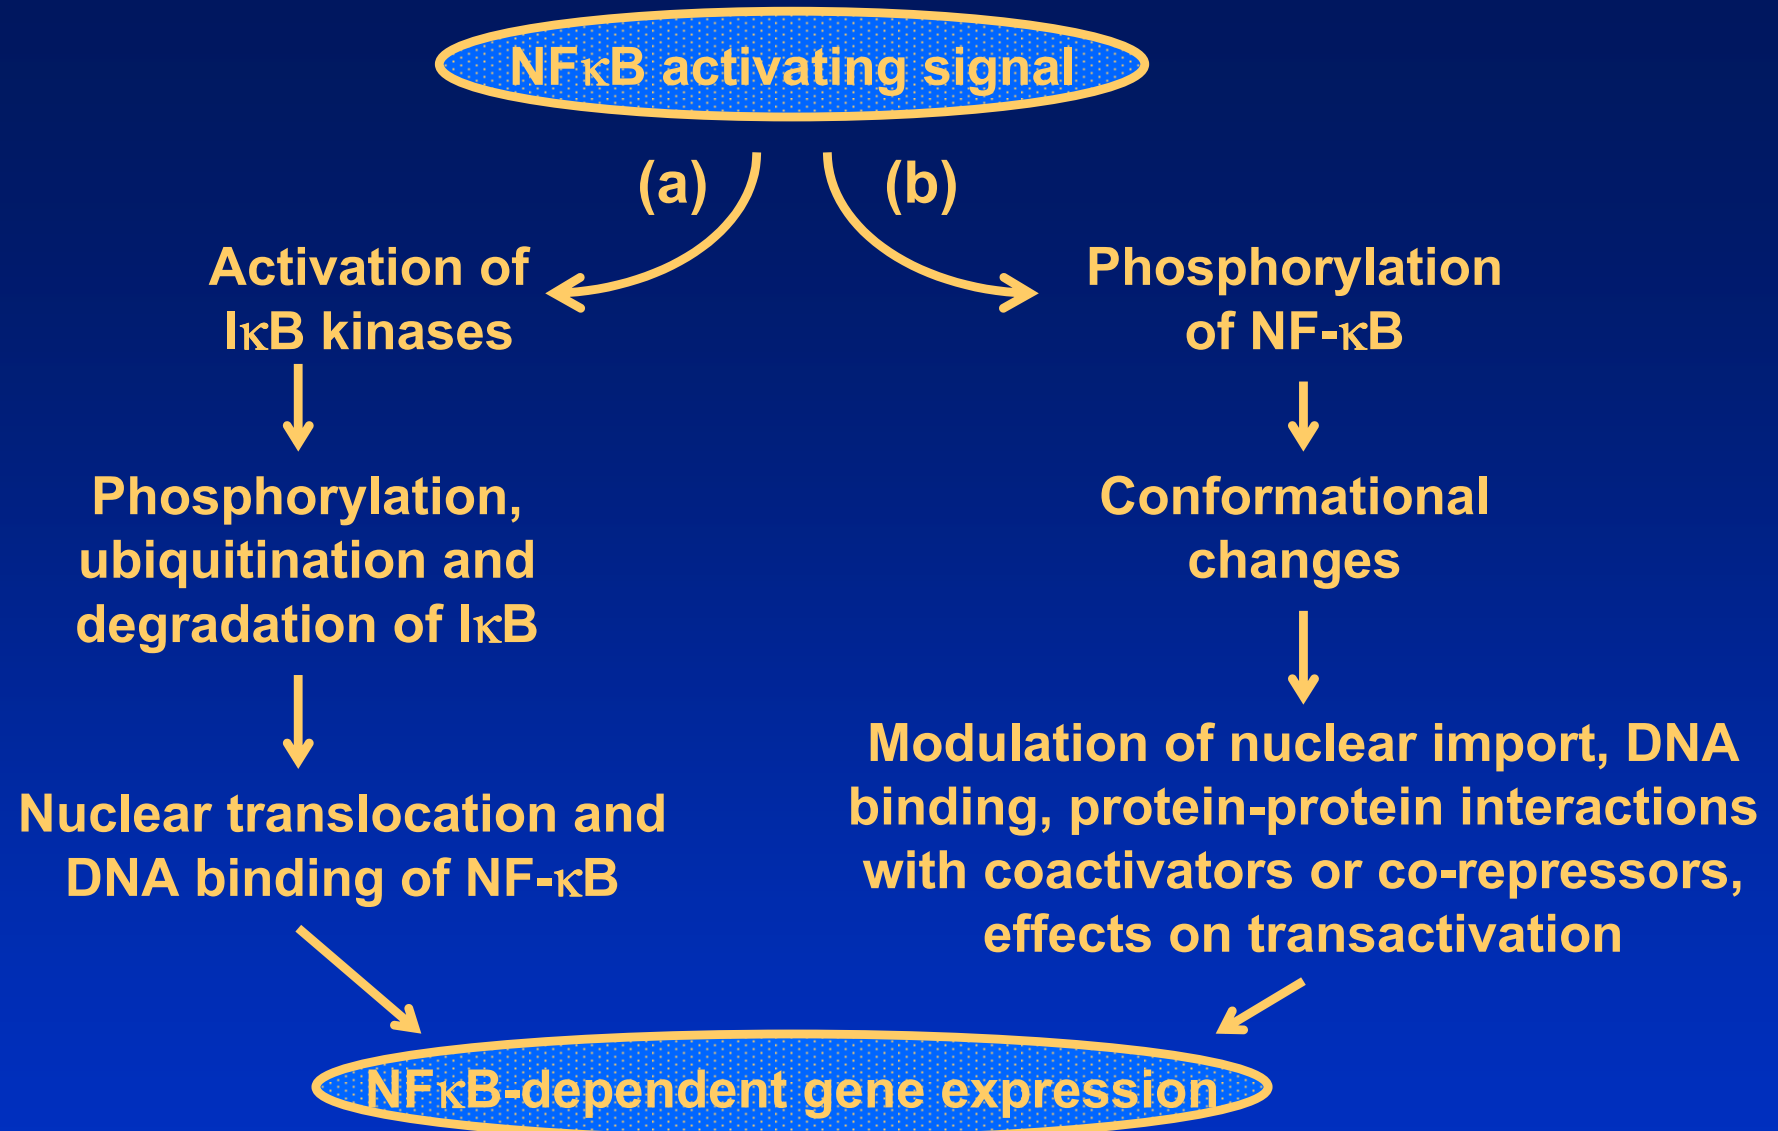 NFκB activating signal
(a)
(b)
Activation of
IκB kinases
Phosphorylation,
ubiquitination and
degradation of IκB
Nuclear translocation and
DNA binding of NF-κB
Phosphorylation
of NF-κB
Conformational
changes
Modulation of nuclear import, DNA
binding, protein-protein interactions
with coactivators or co-repressors,
effects on transactivation
NFκB-dependent gene expression